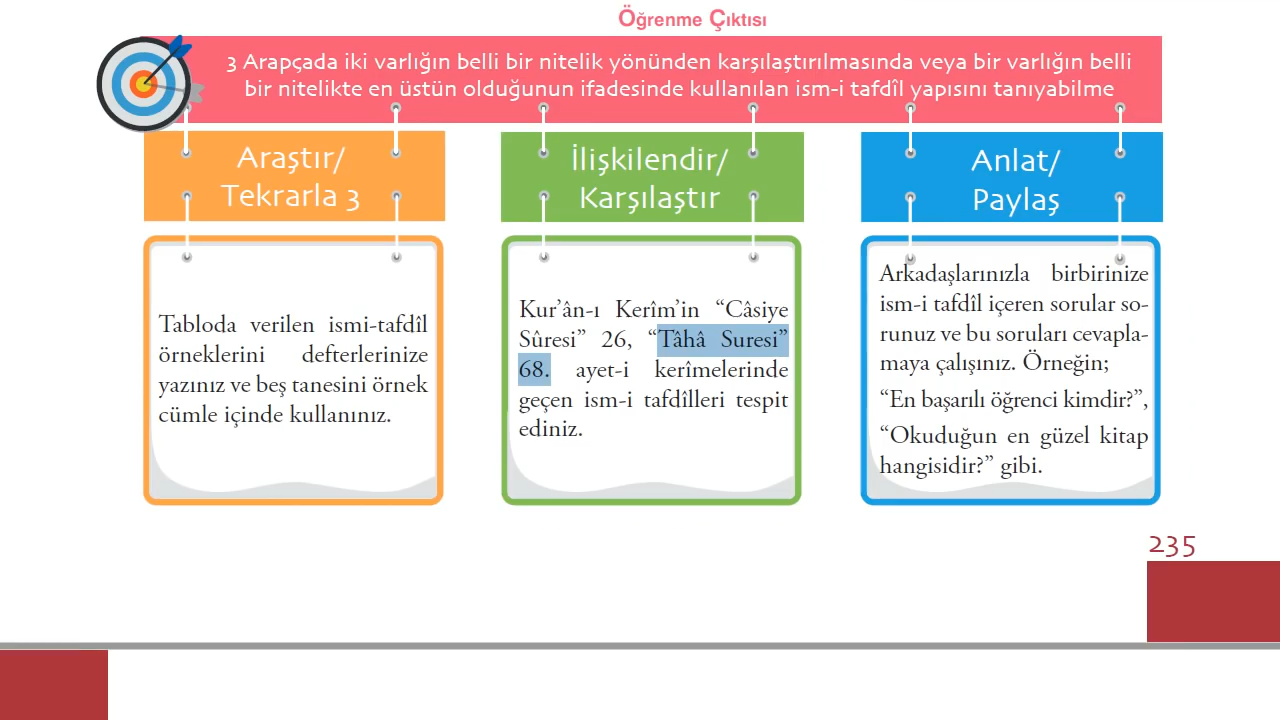 Öğrenme Çıktısı
3 Arapçada iki varlığın belli bir nitelik yönünden karşılaştırılmasında veya bir varlığın belli
bir nitelikte en üstün olduğunun ifadesinde kullanılan ism-i tafdîl yapısını tanıyabilme
Araştır/
Tekrarla 3
Tabloda verilen ismi-tafdîl
örneklerini defterlerinize
yazınız ve beş tanesini örnek
cümle içinde kullanınız.
İlişkilendir/
Karşılaştır
Kur’ân-ı Kerîm’in “Câsiye
Sûresi” 26, “Tâhâ Suresi”
68. ayet-i kerîmelerinde
geçen ism-i tafdîlleri tespit
ediniz.
Anlat/
Paylaş
Arkadaşlarınızla birbirinize
ism-i tafdîl içeren sorular so-
runuz ve bu soruları cevapla-
maya çalışınız. Örneğin;
“En başarılı öğrenci kimdir?”,
“Okuduğun en güzel kitap
hangisidir?” gibi.
235